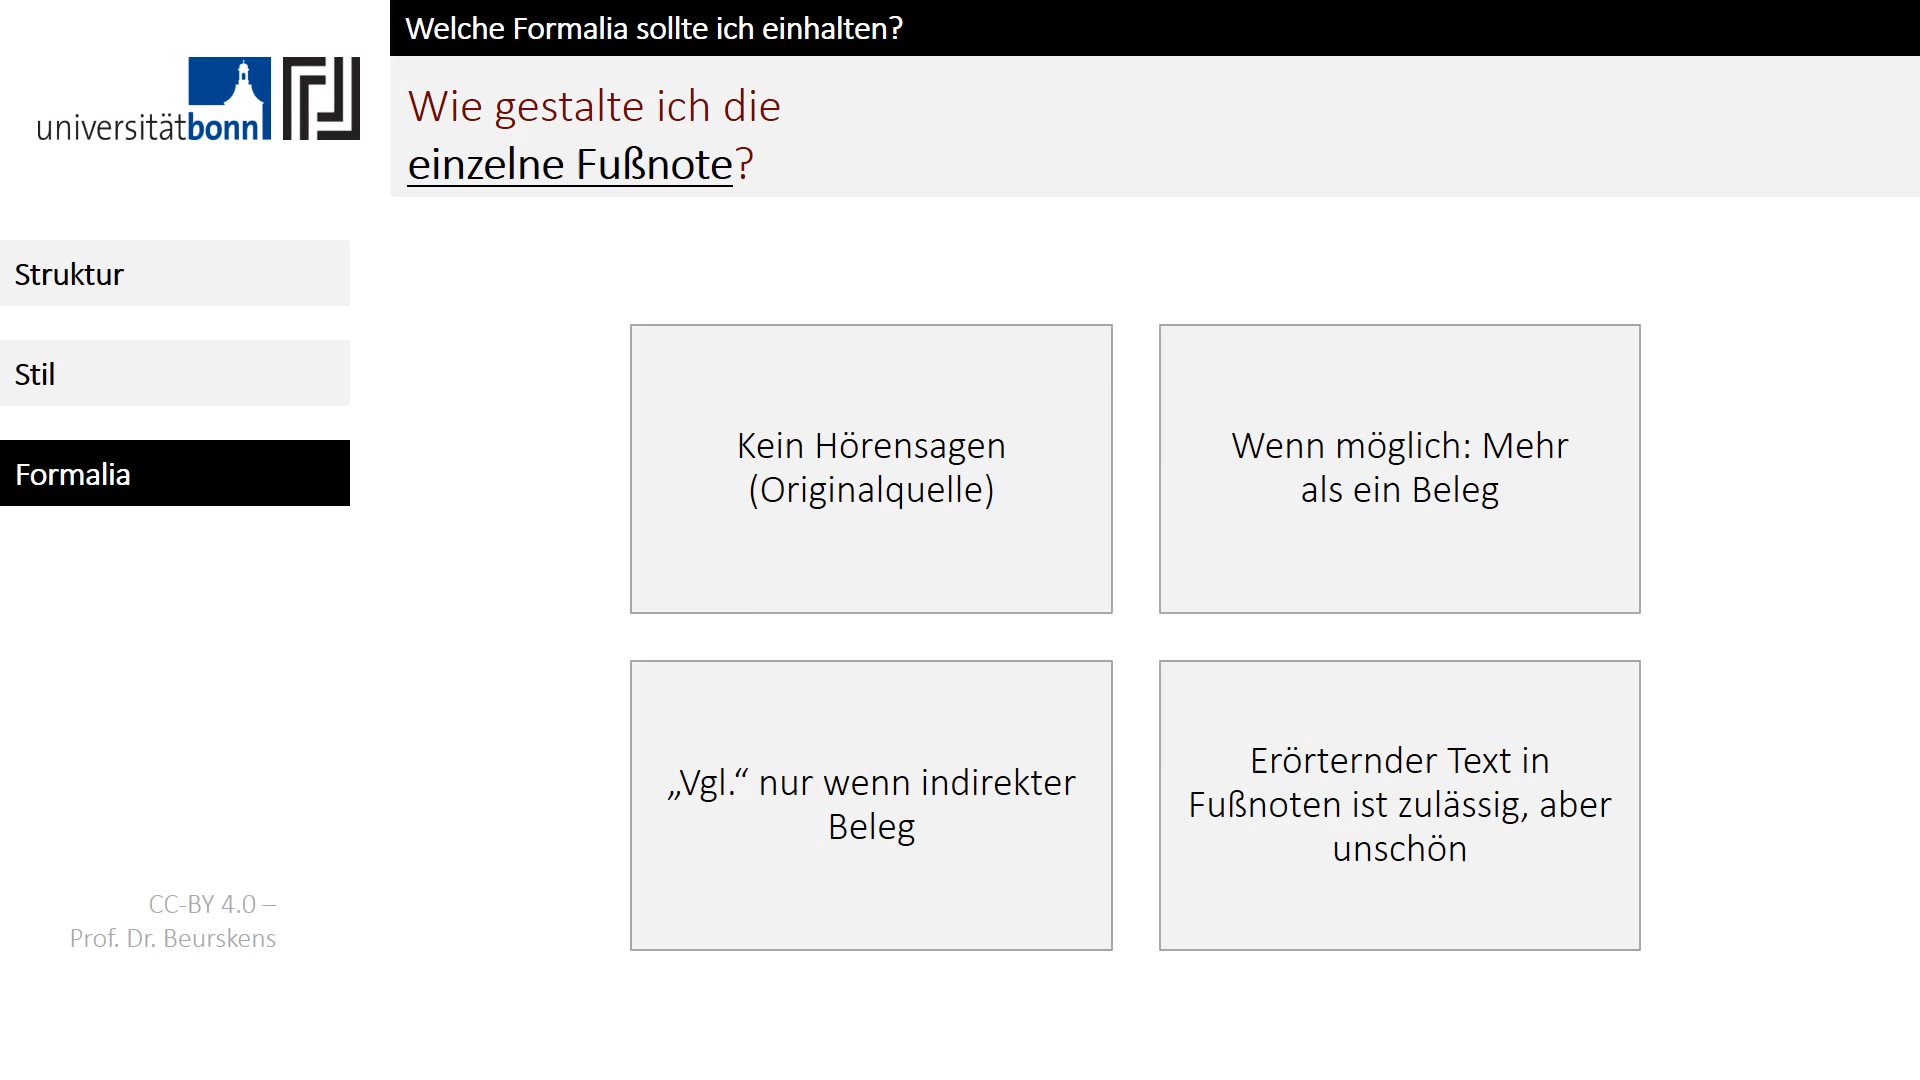 Welche Formalia sollte ich einhalten?
universitätbonn
Wie gestalte ich die
einzelne Fußnote?
Struktur
Stil
Formalia
Kein Hörensagen
(Originalquelle)
Wenn möglich: Mehr
als ein Beleg
„Vgl.“ nur wenn indirekter
Beleg
Erörternder Text in
Fußnoten ist zulässig, aber
unschön
CC-BY 4.0 –
Prof. Dr. Beurskens